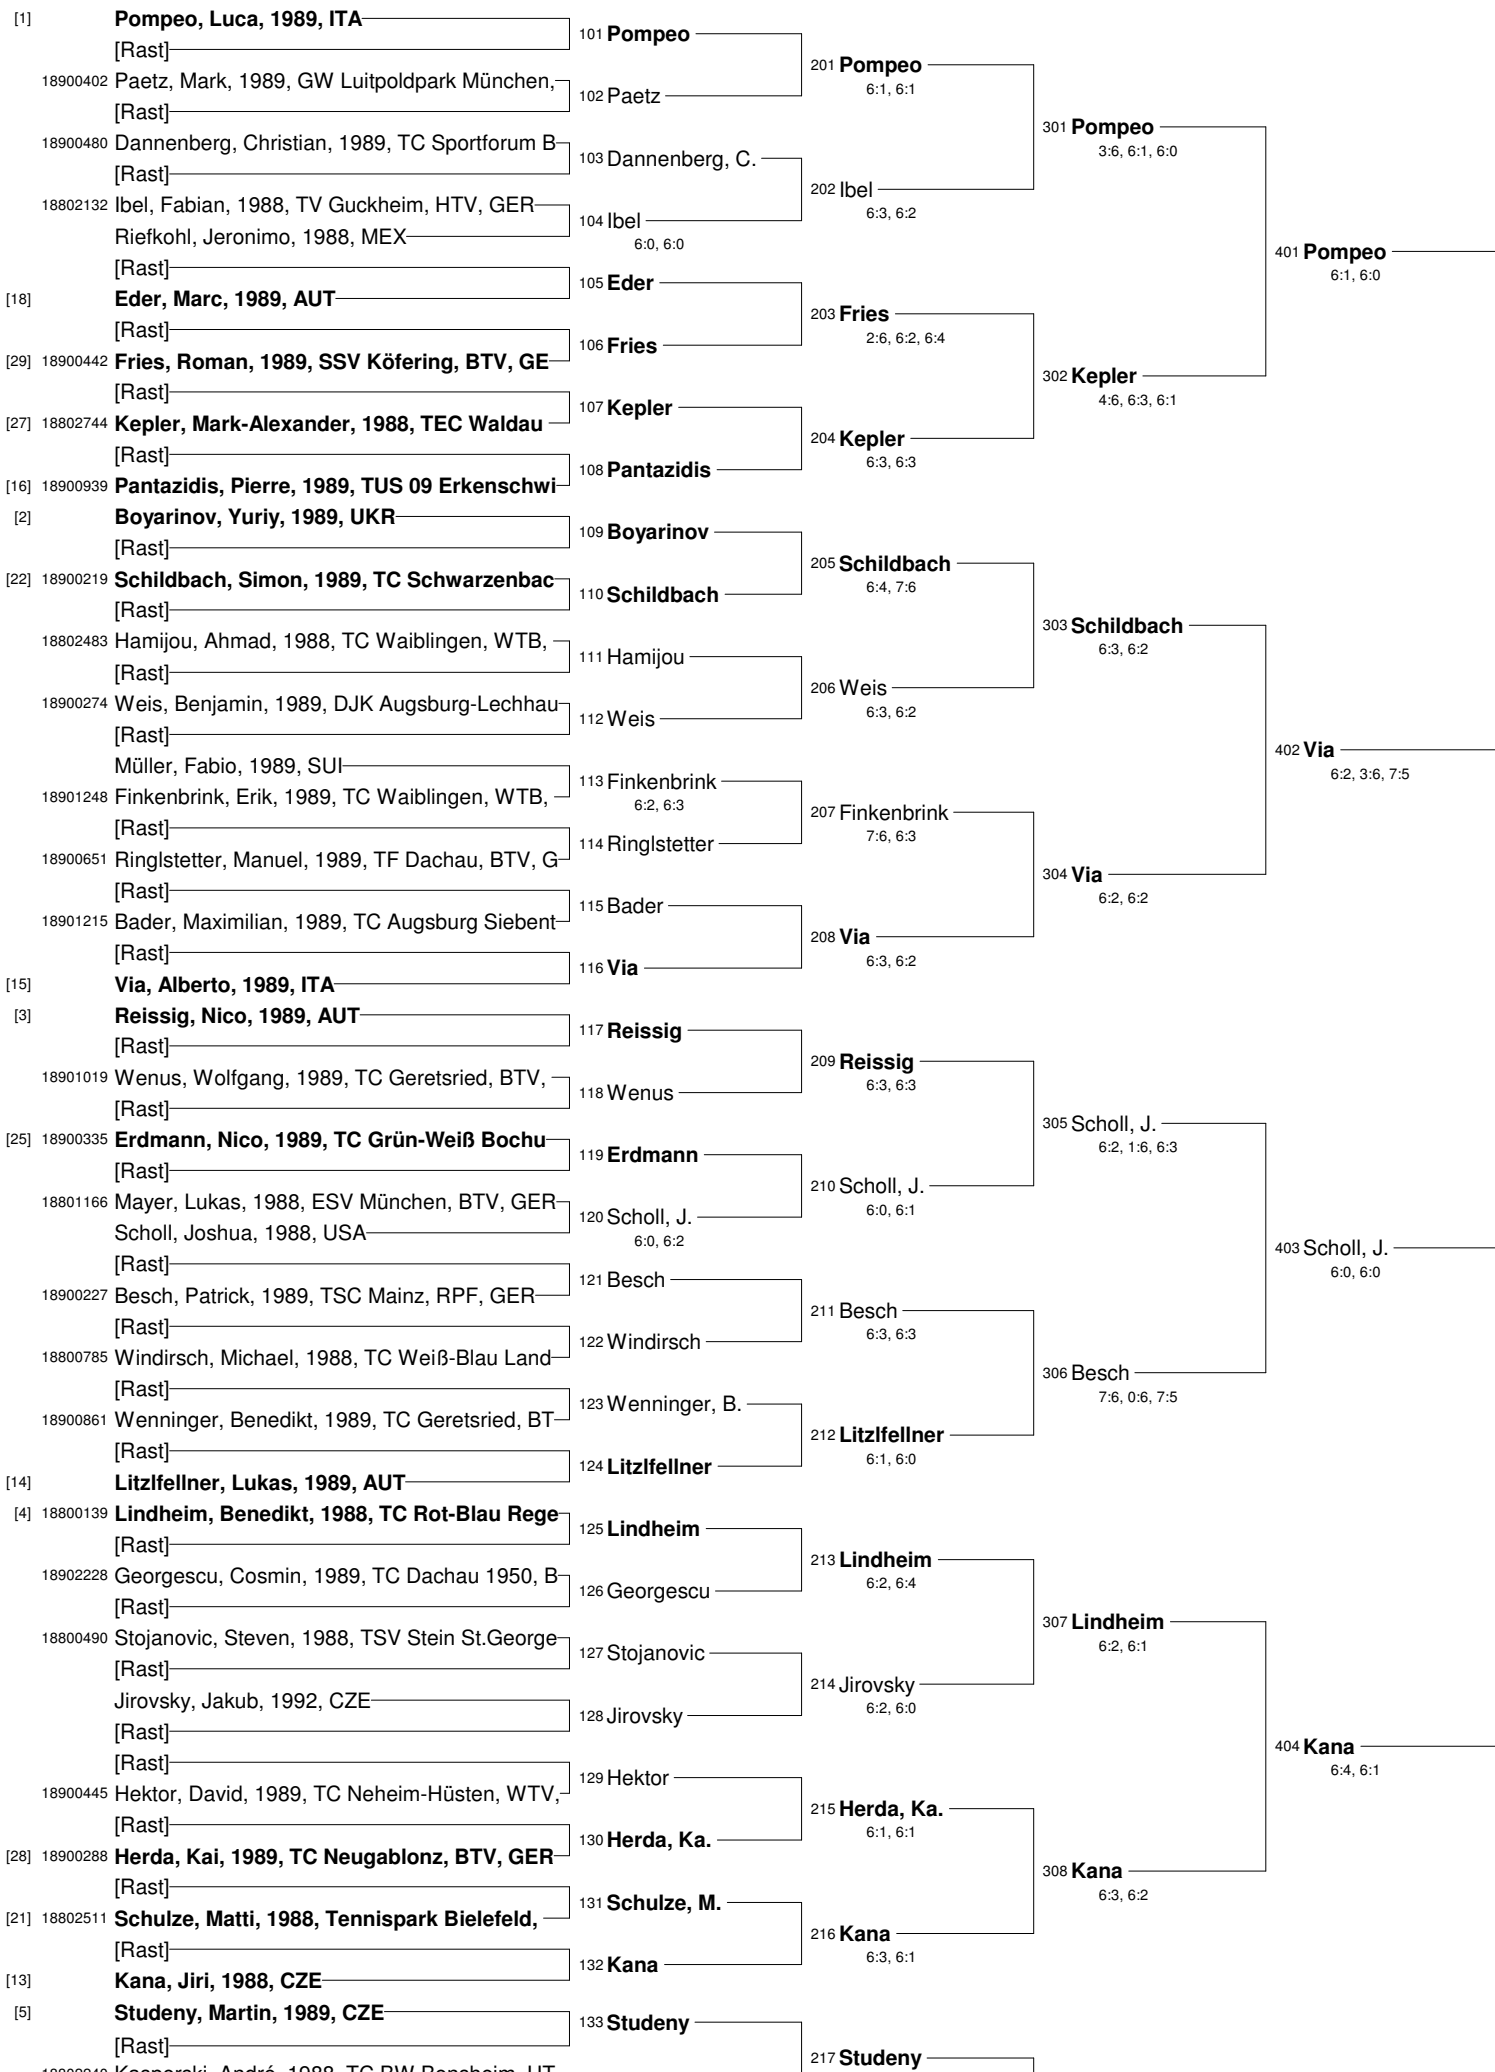 [1] Pompeo, Luca, 1989, ITA
[Rast]
101 Pompeo
18900402 Paetz, Mark, 1989, GW Luitpoldpark München,
[Rast]
102 Paetz
201 Pompeo
6:1, 6:1
18900480 Dannenberg, Christian, 1989, TC Sportforum B
[Rast]
103 Dannenberg, C.
18802132 Ibel, Fabian, 1988, TV Guckheim, HTV, GER
Riefkohl, Jeronimo, 1988, MEX
104 Ibel
6:0, 6:0
202 Ibel
6:3, 6:2
301 Pompeo
3:6, 6:1, 6:0
[Rast]
[18] Eder, Marc, 1989, AUT
105 Eder
[Rast]
[29] 18900442 Fries, Roman, 1989, SSV Köfering, BTV, GE
106 Fries
203 Fries
2:6, 6:2, 6:4
[Rast]
[27] 18802744 Kepler, Mark-Alexander, 1988, TEC Waldau
107 Kepler
[Rast]
[16] 18900939 Pantazidis, Pierre, 1989, TUS 09 Erkenschwi
108 Pantazidis
204 Kepler
6:3, 6:3
302 Kepler
4:6, 6:3, 6:1
401 Pompeo
6:1, 6:0
[2] Boyarinov, Yuriy, 1989, UKR
[Rast]
109 Boyarinov
[22] 18900219 Schildbach, Simon, 1989, TC Schwarzenbac
[Rast]
110 Schildbach
205 Schildbach
6:4, 7:6
18802483 Hamijou, Ahmad, 1988, TC Waiblingen, WTB,
[Rast]
111 Hamijou
18900274 Weis, Benjamin, 1989, DJK Augsburg-Lechhau
[Rast]
112 Weis
206 Weis
6:3, 6:2
303 Schildbach
6:3, 6:2
Müller, Fabio, 1989, SUI
18901248 Finkenbrink, Erik, 1989, TC Waiblingen, WTB,
113 Finkenbrink
6:2, 6:3
[Rast]
18900651 Ringlstetter, Manuel, 1989, TF Dachau, BTV, G
114 Ringlstetter
207 Finkenbrink
7:6, 6:3
[Rast]
18901215 Bader, Maximilian, 1989, TC Augsburg Siebent
115 Bader
[Rast]
[15] Via, Alberto, 1989, ITA
116 Via
208 Via
6:3, 6:2
304 Via
6:2, 6:2
402 Via
6:2, 3:6, 7:5
[3] Reissig, Nico, 1989, AUT
[Rast]
117 Reissig
18901019 Wenus, Wolfgang, 1989, TC Geretsried, BTV,
[Rast]
118 Wenus
209 Reissig
6:3, 6:3
[25] 18900335 Erdmann, Nico, 1989, TC Grün-Weiß Bochu
[Rast]
119 Erdmann
18801166 Mayer, Lukas, 1988, ESV München, BTV, GER
Scholl, Joshua, 1988, USA
120 Scholl, J.
6:0, 6:2
210 Scholl, J.
6:0, 6:1
305 Scholl, J.
6:2, 1:6, 6:3
[Rast]
18900227 Besch, Patrick, 1989, TSC Mainz, RPF, GER
121 Besch
[Rast]
18800785 Windirsch, Michael, 1988, TC Weiß-Blau Land
122 Windirsch
211 Besch
6:3, 6:3
[Rast]
18900861 Wenninger, Benedikt, 1989, TC Geretsried, BT
123 Wenninger, B.
[Rast]
[14] Litzlfellner, Lukas, 1989, AUT
124 Litzlfellner
212 Litzlfellner
6:1, 6:0
306 Besch
7:6, 0:6, 7:5
403 Scholl, J.
6:0, 6:0
[4] 18800139 Lindheim, Benedikt, 1988, TC Rot-Blau Rege
[Rast]
125 Lindheim
18902228 Georgescu, Cosmin, 1989, TC Dachau 1950, B
[Rast]
126 Georgescu
213 Lindheim
6:2, 6:4
18800490 Stojanovic, Steven, 1988, TSV Stein St.George
[Rast]
127 Stojanovic
Jirovsky, Jakub, 1992, CZE
[Rast]
128 Jirovsky
214 Jirovsky
6:2, 6:0
307 Lindheim
6:2, 6:1
[Rast]
18900445 Hektor, David, 1989, TC Neheim-Hüsten, WTV,
129 Hektor
[Rast]
[28] 18900288 Herda, Kai, 1989, TC Neugablonz, BTV, GER
130 Herda, Ka.
215 Herda, Ka.
6:1, 6:1
[Rast]
[21] 18802511 Schulze, Matti, 1988, Tennispark Bielefeld,
131 Schulze, M.
[Rast]
[13] Kana, Jiri, 1988, CZE
132 Kana
216 Kana
6:3, 6:1
308 Kana
6:3, 6:2
404 Kana
6:4, 6:1
[5] Studeny, Martin, 1989, CZE
[Rast]
133 Studeny
217 Studeny